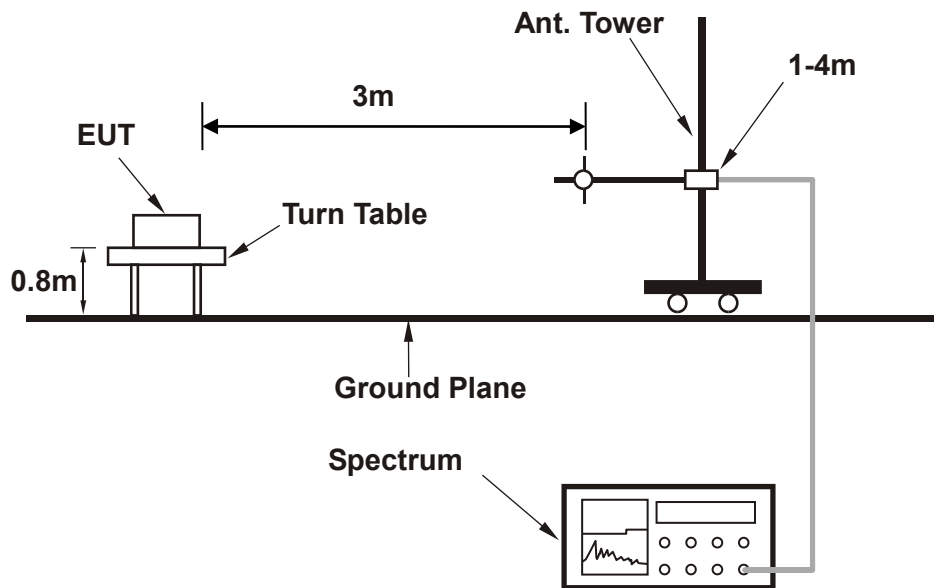 Ant. Tower
1-4m
3m
EUT
Turn Table
0.8m
Ground Plane
Spectrum